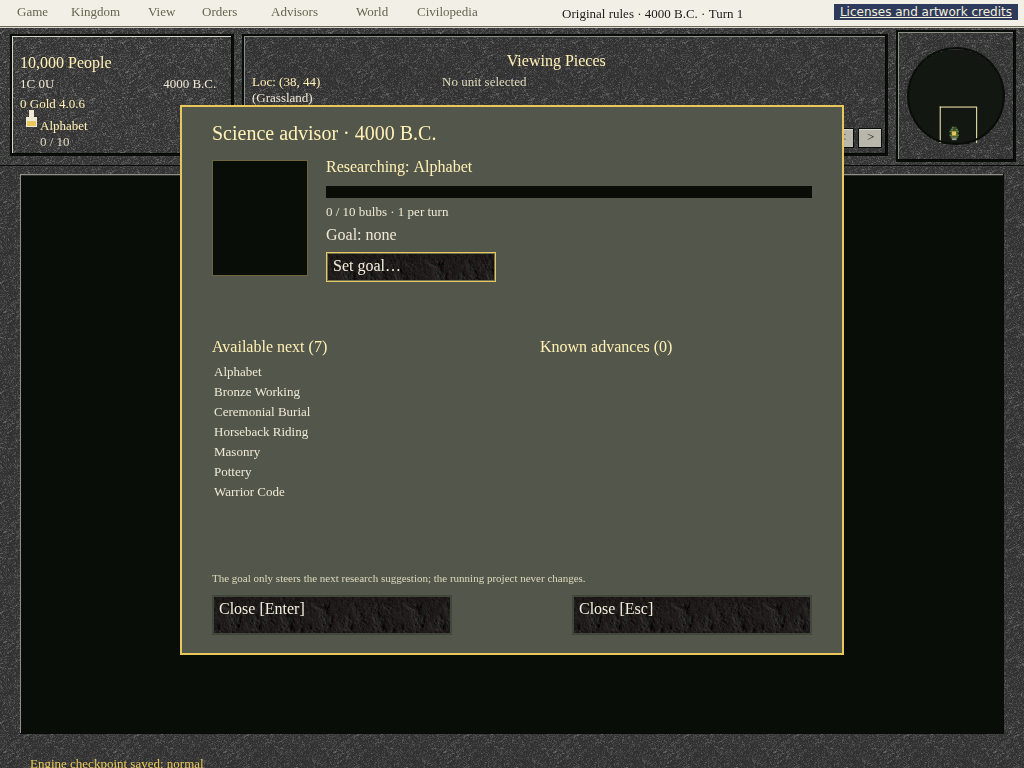 Game Kingdom View Orders Advisors World Civilopedia Original rules · 4000 B.C. · Turn 1 Licenses and artwork credits
10,000 People
1C 0U 4000 B.C.
0 Gold 4.0.6
Alphabet
0 / 10
Viewing Pieces
Loc: (38, 44) No unit selected
(Grassland)
>
Science advisor · 4000 B.C.
Researching: Alphabet
0 / 10 bulbs · 1 per turn
Goal: none
Set goal…
Available next (7) Known advances (0)
Alphabet
Bronze Working
Ceremonial Burial
Horseback Riding
Masonry
Pottery
Warrior Code
The goal only steers the next research suggestion; the running project never changes.
Close [Enter] Close [Esc]
Engine checkpoint saved: normal